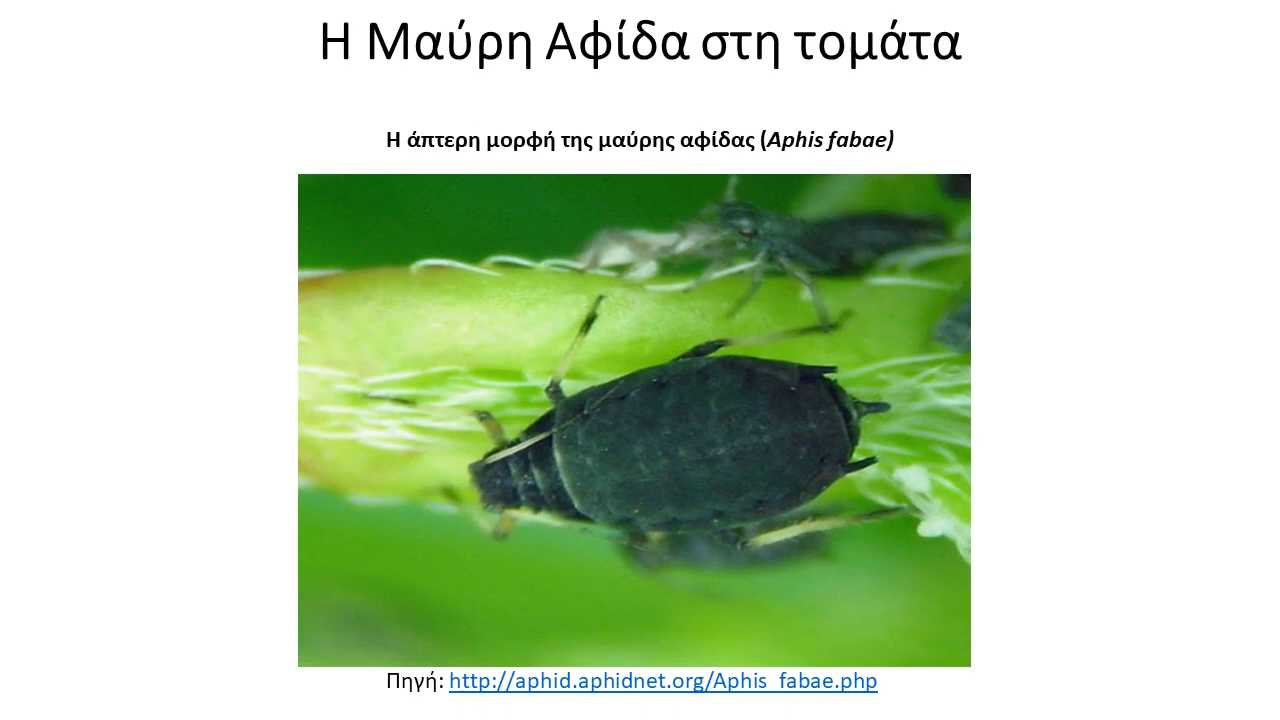 Η Μαύρη Αφίδα στη τομάτα
Η άπτερη μορφή της μαύρης αφίδας (Aphis fabae)
Πηγή: http://aphid.aphidnet.org/Aphis_fabae.php